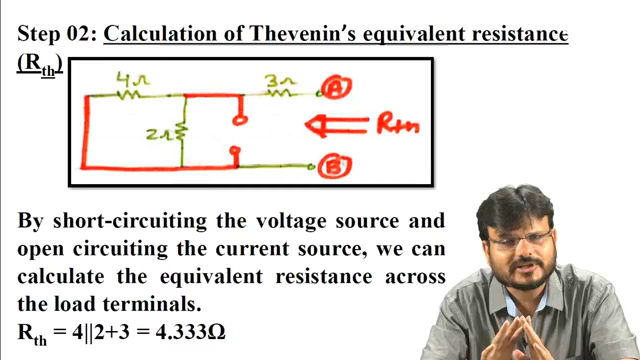 Step 02: Calculation of Thevenin's equivalent resistance
(Rth)
4Ω 3Ω A
2Ω Rth
B
By short-circuiting the voltage source and
open circuiting the current source, we can
calculate the equivalent resistance across
the load terminals.
Rth = 4||2+3 = 4.333Ω